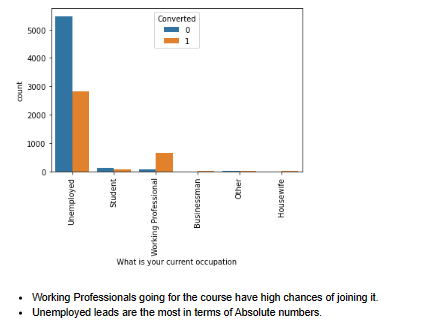 Converted
0
1
5000
4000
3000
2000
1000
0
count
Unemployed
Student
Working Professional
Businessman
Other
Housewife
What is your current occupation
• Working Professionals going for the course have high chances of joining it.
• Unemployed leads are the most in terms of Absolute numbers.